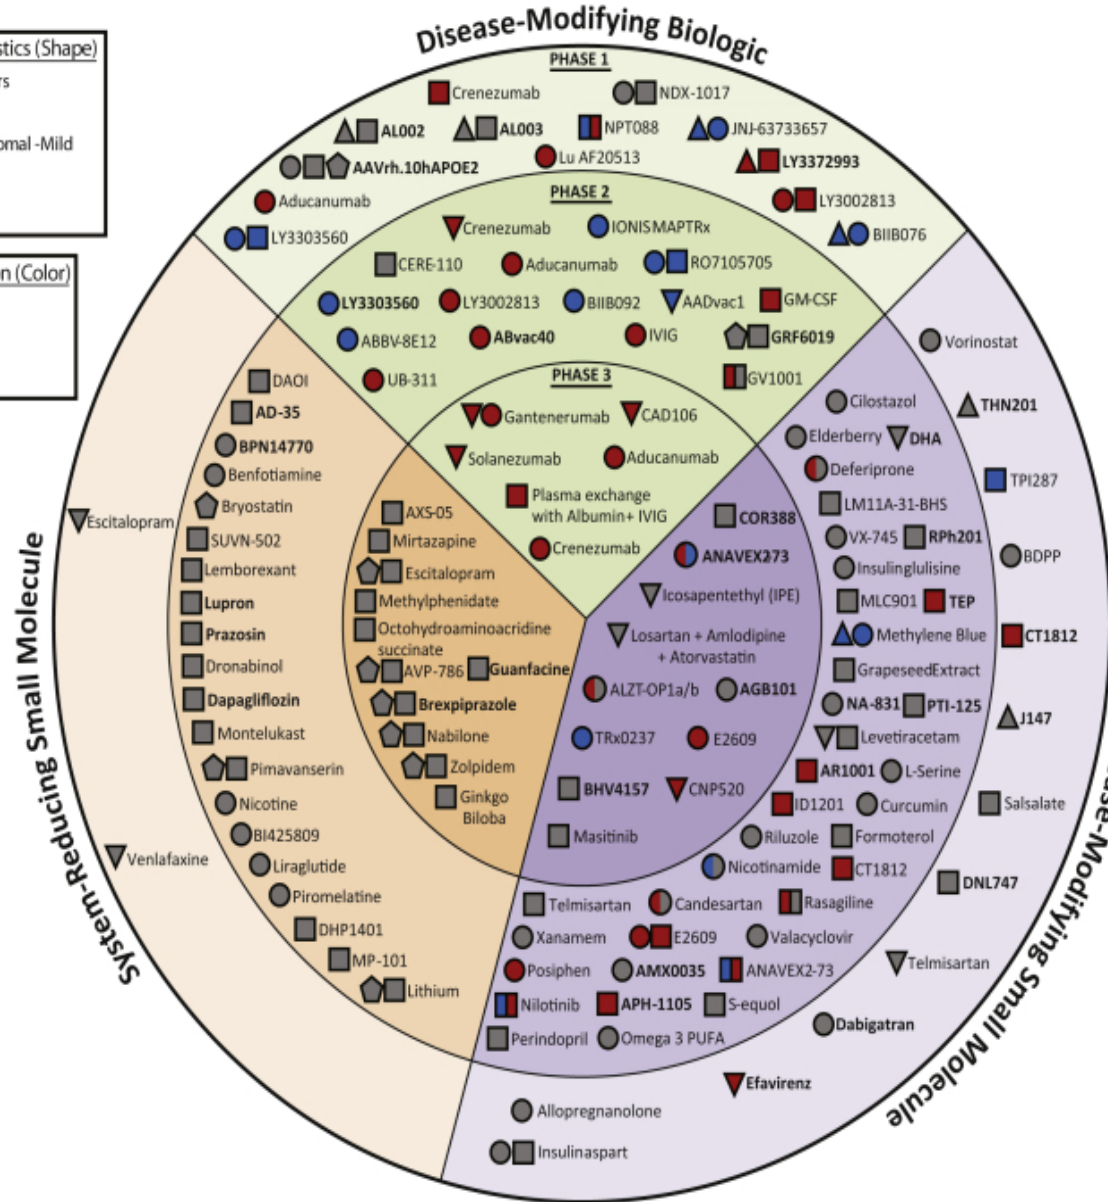 stics (Shape)
rs
omal -Mild
n (Color)
Disease-Modifying Biologic
PHASE 1
Crenezumab
NDX-1017
AL002
AL003
NPT088
JNJ-63733657
AAVrh.10hAPOE2
Lu AF20513
LY3372993
Aducanumab
LY3002813
LY3303560
BIIB076
PHASE 2
Crenezumab
IONISMAPTRx
CERE-110
Aducanumab
RO7105705
LY3303560
LY3002813
BIIB092
AADvac1
GM-CSF
ABBV-8E12
ABvac40
IVIG
GRF6019
UB-311
GV1001
PHASE 3
Gantenerumab
CAD106
Solanezumab
Aducanumab
Plasma exchange
with Albumin+ IVIG
Crenezumab
System-Reducing Small Molecule
Escitalopram
Venlafaxine
DAOI
AD-35
BPN14770
Benfotiamine
Bryostatin
SUVN-502
Lemborexant
Lupron
Prazosin
Dronabinol
Dapagliflozin
Montelukast
Pimavanserin
Nicotine
BI425809
Liraglutide
Piromelatine
DHP1401
MP-101
Lithium
AXS-05
Mirtazapine
Escitalopram
Methylphenidate
Octohydroaminoacridine
succinate
AVP-786
Guanfacine
Brexpiprazole
Nabilone
Zolpidem
Ginkgo
Biloba
COR388
ANAVEX273
Icosapentethyl (IPE)
Losartan + Amlodipine
+ Atorvastatin
ALZT-OP1a/b
AGB101
TRx0237
E2609
BHV4157
CNP520
Masitinib
Cilostazol
Elderberry
DHA
Deferiprone
LM11A-31-BHS
VX-745
RPh201
Insulinglulisine
MLC901
TEP
Methylene Blue
GrapeseedExtract
NA-831
PTI-125
Levetiracetam
AR1001
L-Serine
ID1201
Curcumin
Riluzole
Formoterol
Nicotinamide
CT1812
Telmisartan
Candesartan
Rasagiline
Xanamem
E2609
Valacyclovir
Posiphen
AMX0035
ANAVEX2-73
Nilotinib
APH-1105
S-equol
Perindopril
Omega 3 PUFA
Vorinostat
THN201
TPI287
BDPP
CT1812
J147
Salsalate
DNL747
Telmisartan
Dabigatran
Efavirenz
Allopregnanolone
Insulinaspart
ase-Modifying Small Molecule